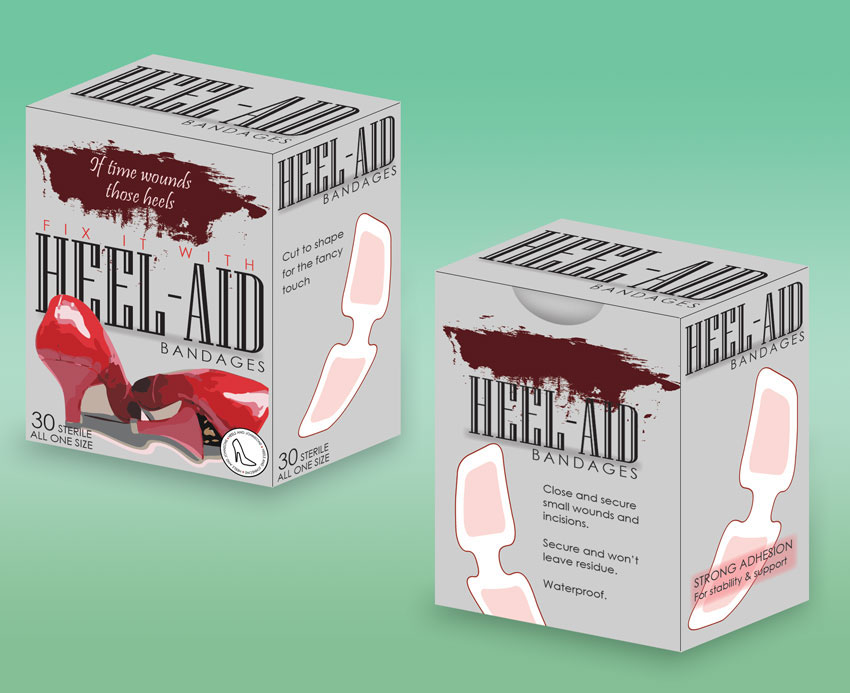 HEEL-AID
BANDAGES
If time wounds
those heels
FIX IT WITH
HEEL-AID
BANDAGES
30 STERILE
ALL ONE SIZE
HEEL-AID
BANDAGES
Cut to shape
for the fancy
touch
30 STERILE
ALL ONE SIZE
HEEL-AID
BANDAGES
HEEL-AID
BANDAGES
Close and secure
small wounds and
incisions.
Secure and won't
leave residue.
Waterproof.
HEEL-AID
BANDAGES
STRONG ADHESION
For stability & support